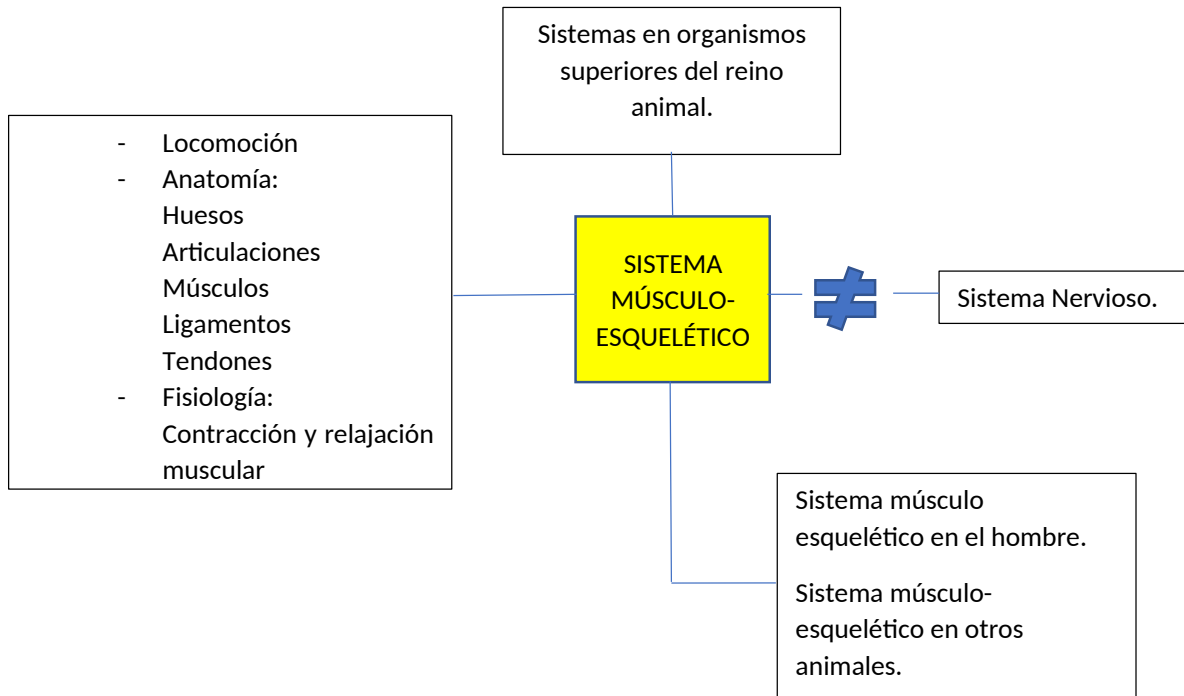 Sistemas en organismos
superiores del reino
animal.
- Locomoción
- Anatomía:
Huesos
Articulaciones
Músculos
Ligamentos
Tendones
- Fisiología:
Contracción y relajación
muscular
SISTEMA
MÚSCULO-
ESQUELÉTICO
≠
Sistema Nervioso.
Sistema músculo
esquelético en el hombre.
Sistema músculo-
esquelético en otros
animales.